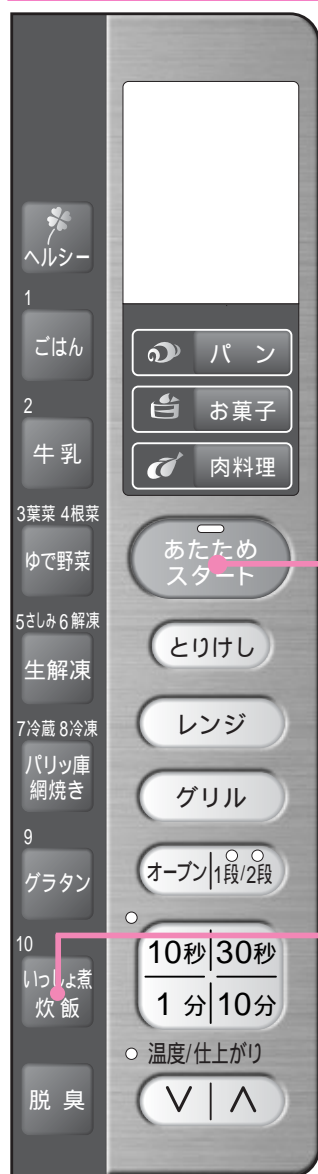 ヘルシー
1
ごはん
2
牛乳
3葉菜 4根菜
ゆで野菜
5さしみ 6解凍
生解凍
7冷蔵 8冷凍
パリッ庫
網焼き
9
グラタン
10
いっしょ煮
炊飯
脱臭
パン
お菓子
肉料理
あたため
スタート
とりけし
レンジ
グリル
オーブン 1段/2段
10秒 30秒
1分 10分
温度/仕上がり